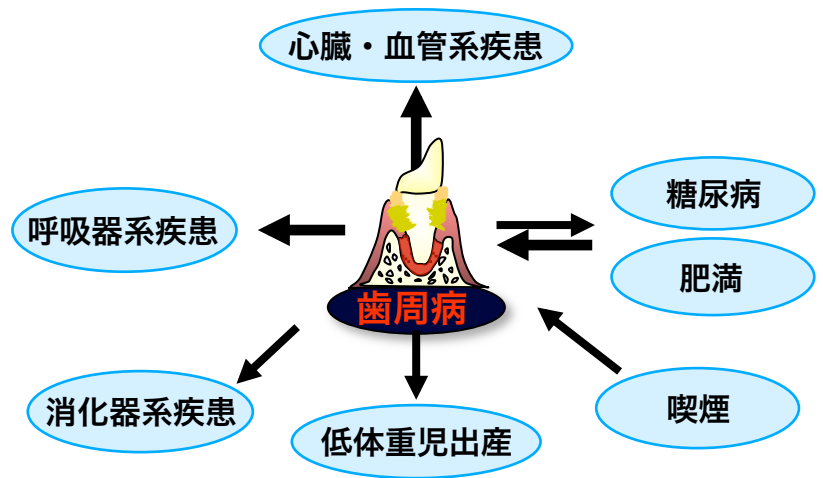 心臓・血管系疾患
糖尿病
呼吸器系疾患
肥満
歯周病
消化器系疾患
喫煙
低体重児出産